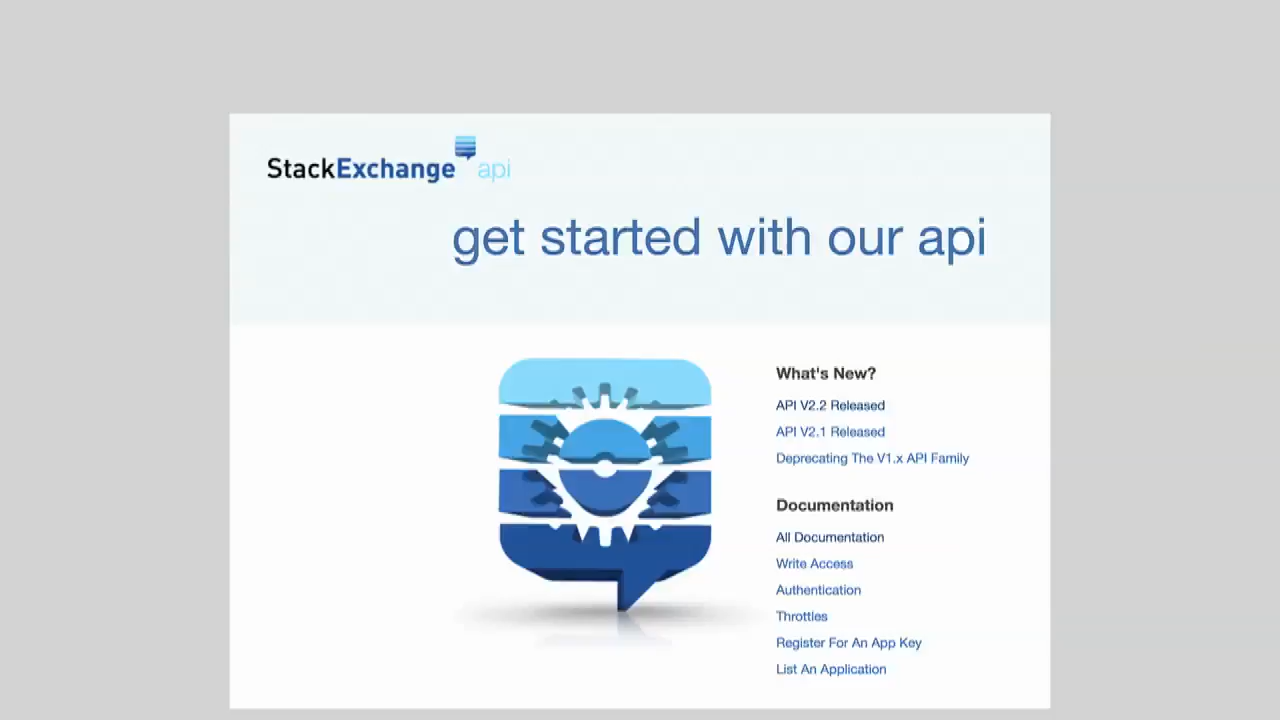 StackExchange api
get started with our api
What's New?
API V2.2 Released
API V2.1 Released
Deprecating The V1.x API Family
Documentation
All Documentation
Write Access
Authentication
Throttles
Register For An App Key
List An Application